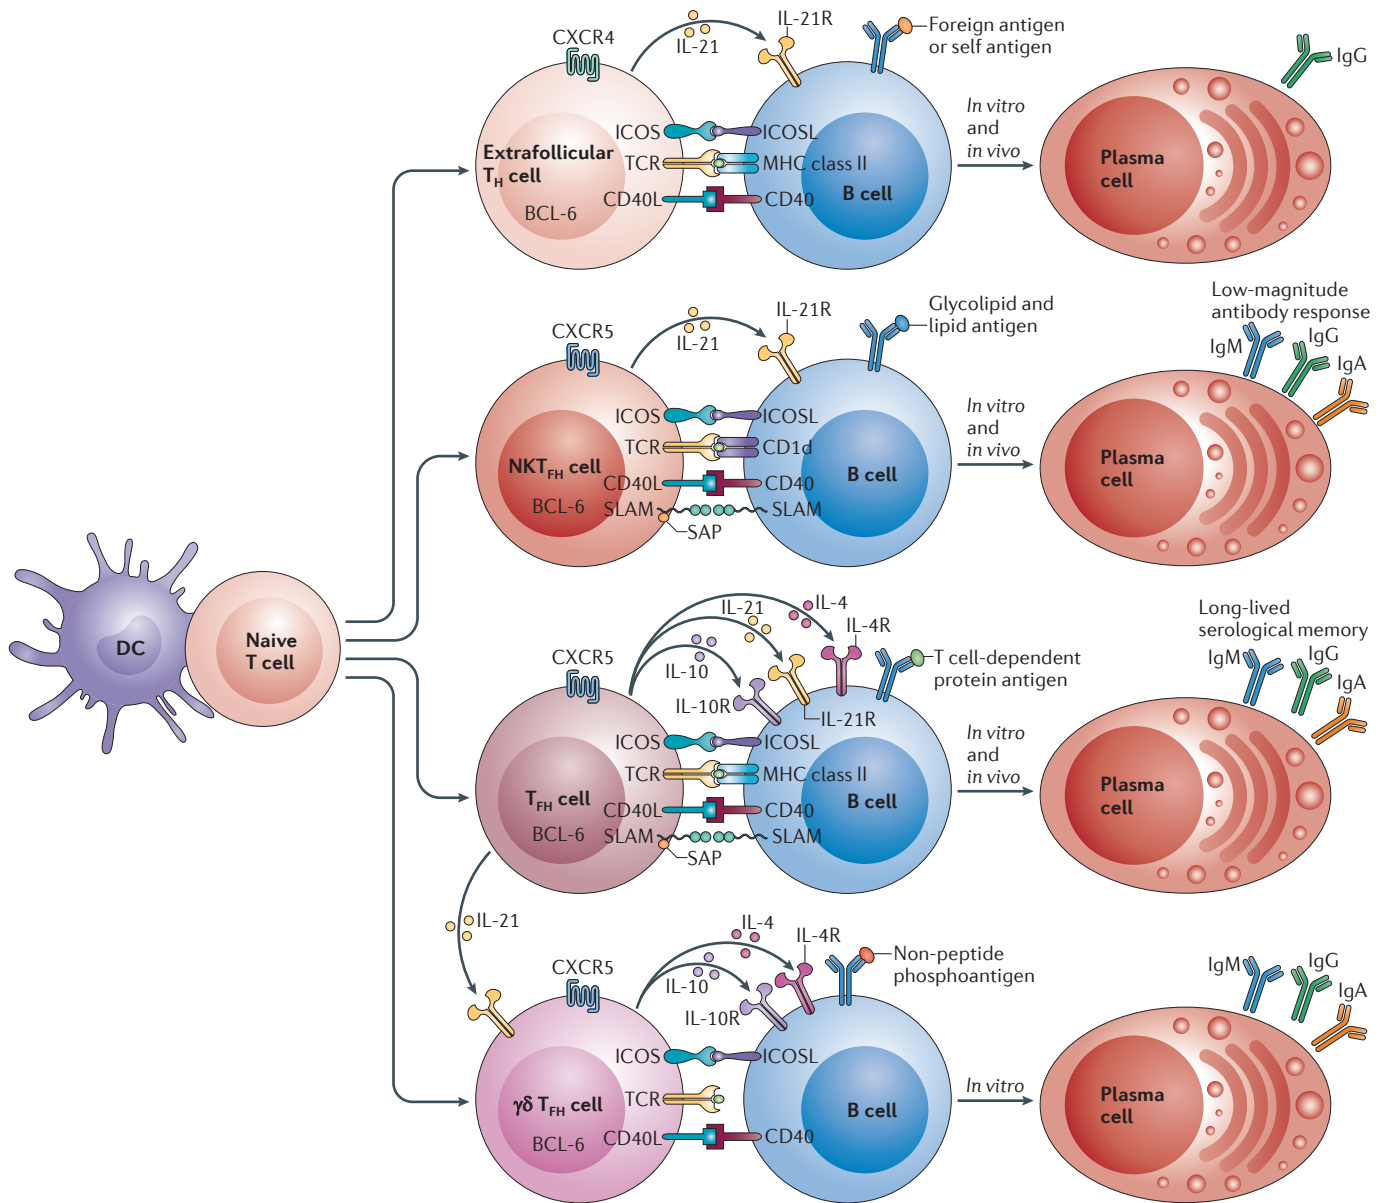 CXCR4
IL-21
IL-21R
Foreign antigen
or self antigen
IgG
ICOS
ICOSL
Extrafollicular
TH cell
TCR
MHC class II
BCL-6
CD40L
CD40
B cell
In vitro
and
in vivo
Plasma
cell
CXCR5
IL-21
IL-21R
Glycolipid and
lipid antigen
Low-magnitude
antibody response
IgM
IgG
IgA
ICOS
ICOSL
TCR
CD1d
NKTFH cell
BCL-6
CD40L
CD40
SLAM
SLAM
SAP
B cell
In vitro
and
in vivo
Plasma
cell
DC
Naive
T cell
CXCR5
IL-10
IL-21
IL-4
IL-4R
IL-10R
IL-21R
T cell-dependent
protein antigen
Long-lived
serological memory
IgM
IgG
IgA
ICOS
ICOSL
TCR
MHC class II
TFH cell
BCL-6
CD40L
CD40
SLAM
SLAM
SAP
B cell
In vitro
and
in vivo
Plasma
cell
IL-21
CXCR5
IL-4
IL-10
IL-4R
IL-10R
Non-peptide
phosphoantigen
IgM
IgG
IgA
ICOS
ICOSL
TCR
γδ TFH cell
BCL-6
CD40L
CD40
B cell
In vitro
Plasma
cell